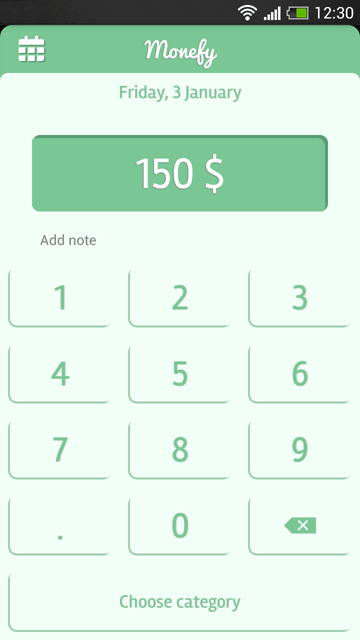 12:30
Monefy
Friday, 3 January
150 $
Add note
1 2 3
4 5 6
7 8 9
. 0
Choose category